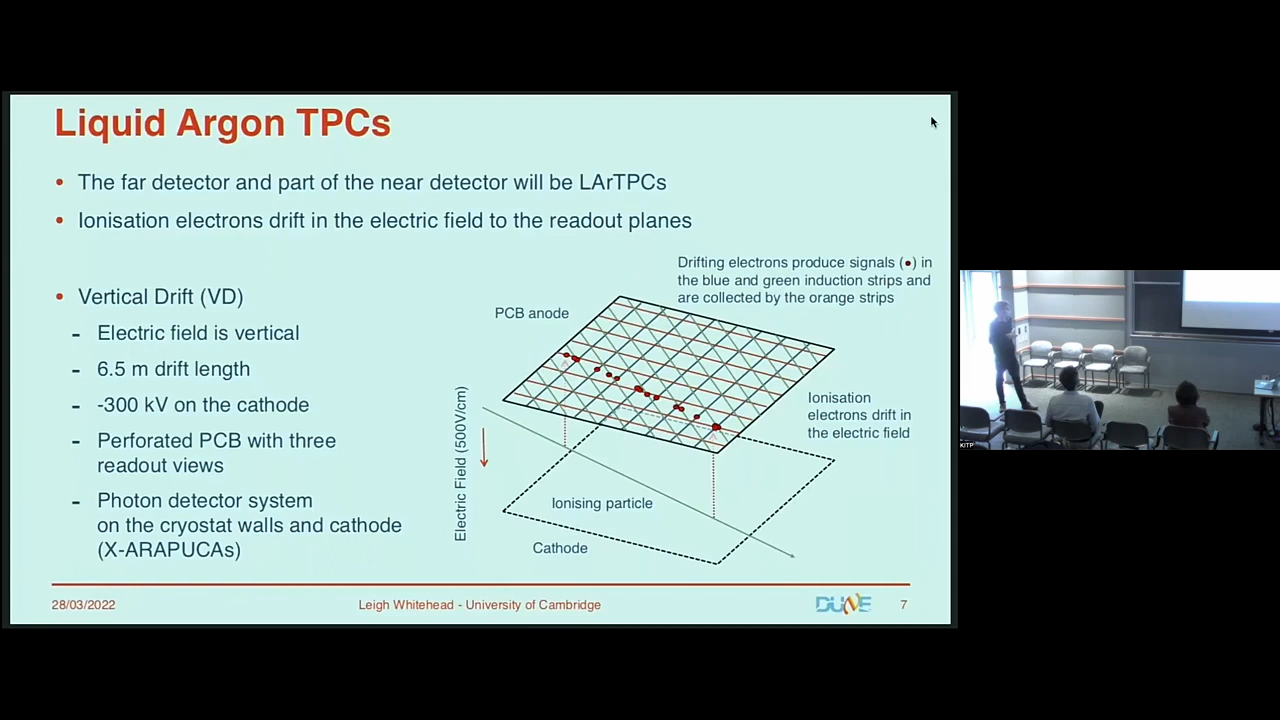 Liquid Argon TPCs
• The far detector and part of the near detector will be LArTPCs
• Ionisation electrons drift in the electric field to the readout planes
• Vertical Drift (VD)
- Electric field is vertical
- 6.5 m drift length
- -300 kV on the cathode
- Perforated PCB with three
readout views
- Photon detector system
on the cryostat walls and cathode
(X-ARAPUCAs)
Drifting electrons produce signals (•) in
the blue and green induction strips and
are collected by the orange strips
PCB anode
Electric Field (500V/cm)
Ionisation
electrons drift in
the electric field
Ionising particle
Cathode
28/03/2022
Leigh Whitehead - University of Cambridge
DUNE
7
KITP